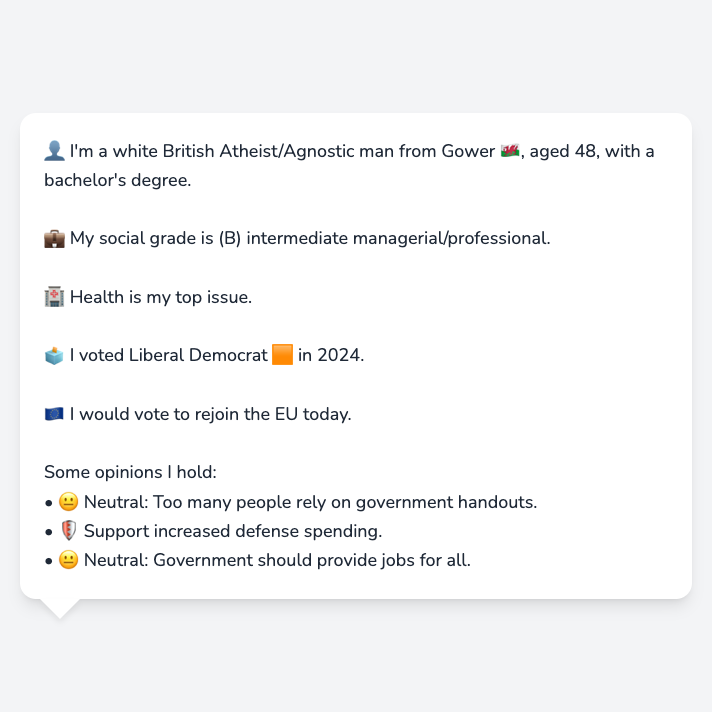 👤 I'm a white British Atheist/Agnostic man from Gower 🏴󠁧󠁢󠁷󠁬󠁳󠁿, aged 48, with a
bachelor's degree.
💼 My social grade is (B) intermediate managerial/professional.
🏥 Health is my top issue.
🗳️ I voted Liberal Democrat 🟧 in 2024.
🇪🇺 I would vote to rejoin the EU today.
Some opinions I hold:
• 😐 Neutral: Too many people rely on government handouts.
• 🛡️ Support increased defense spending.
• 😐 Neutral: Government should provide jobs for all.